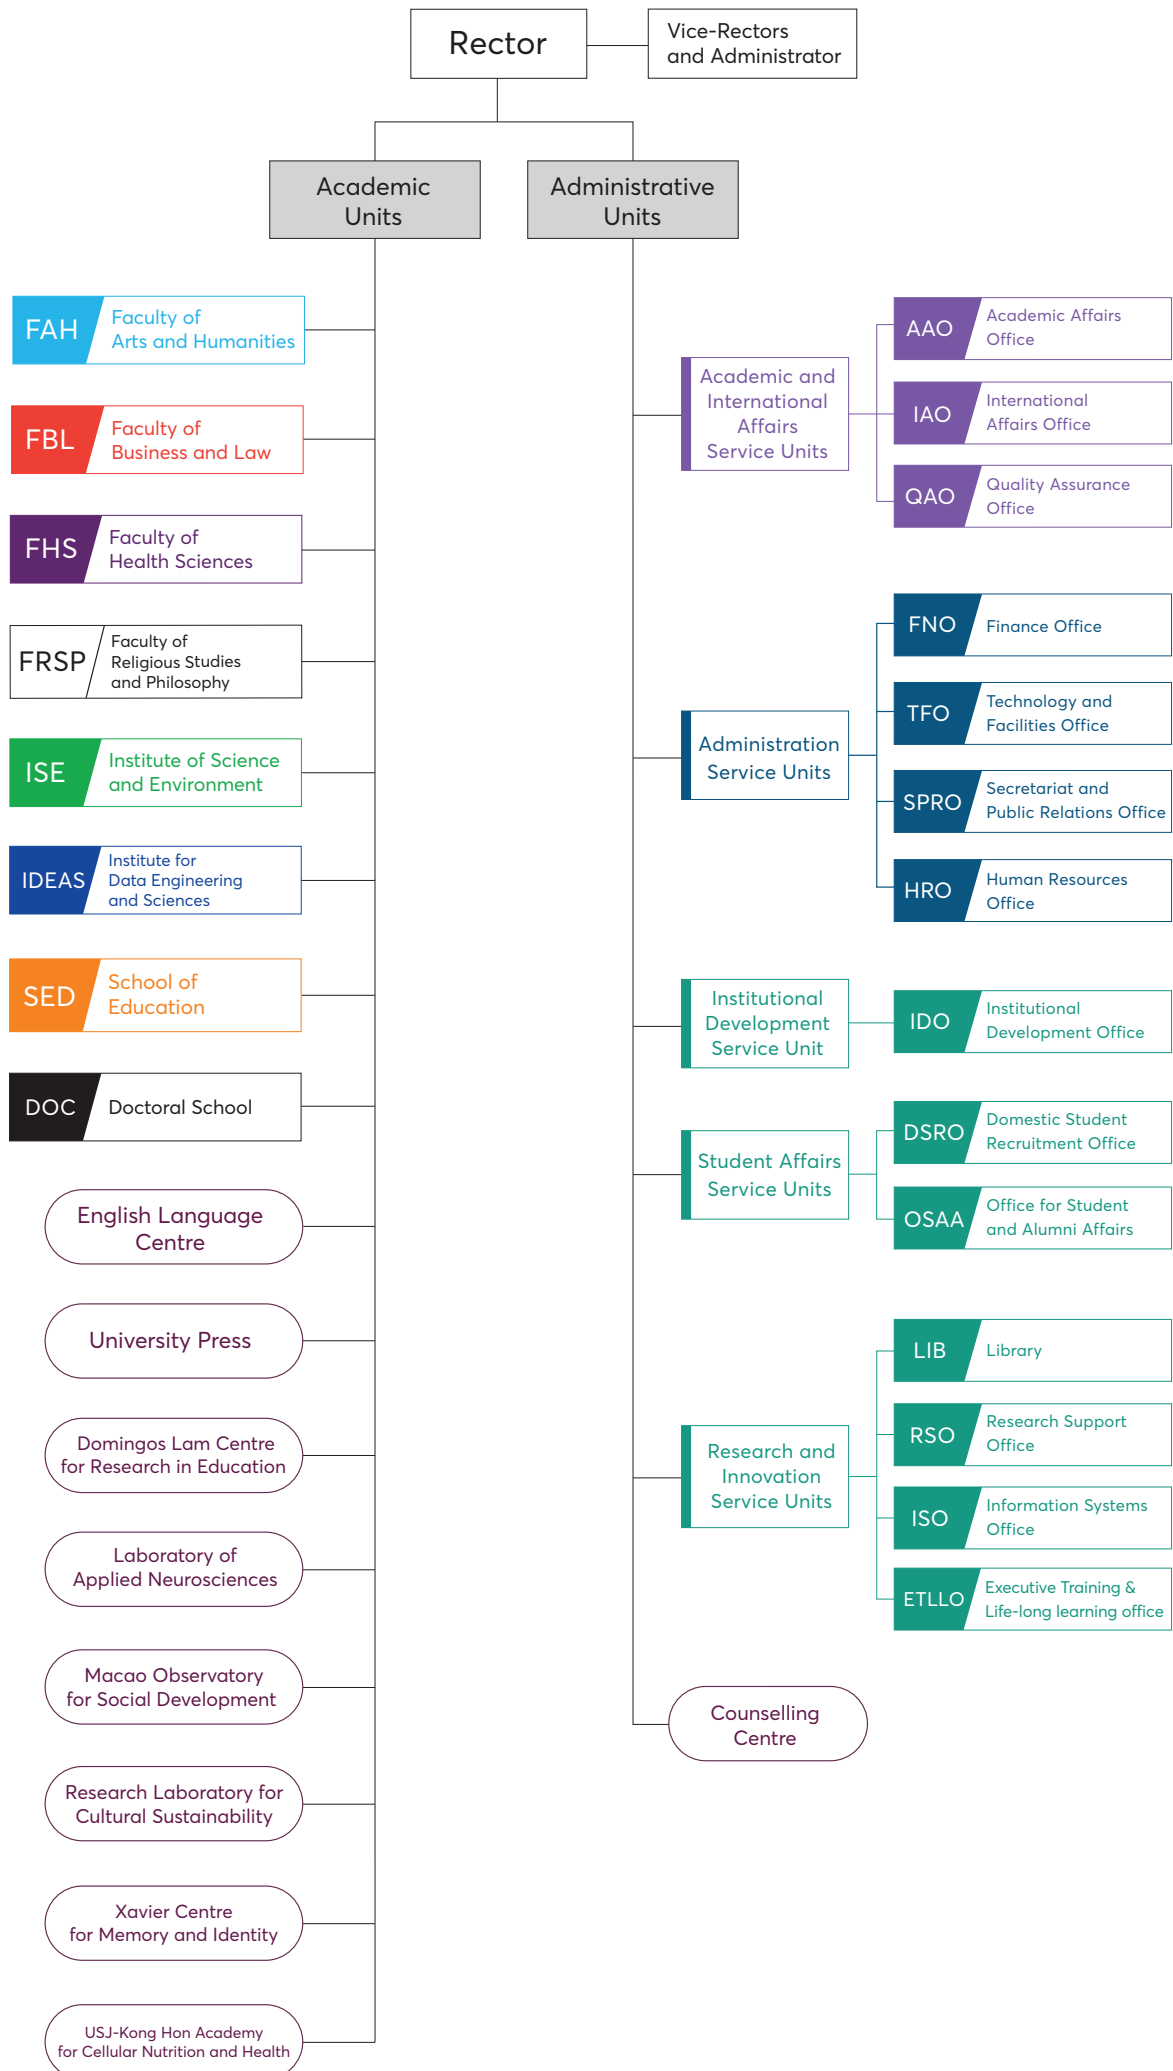 Rector
Vice-Rectors
and Administrator
Academic
Units
Administrative
Units
FAH
Faculty of
Arts and Humanities
FBL
Faculty of
Business and Law
FHS
Faculty of
Health Sciences
FRSP
Faculty of
Religious Studies
and Philosophy
ISE
Institute of Science
and Environment
IDEAS
Institute for
Data Engineering
and Sciences
SED
School of
Education
DOC
Doctoral School
English Language
Centre
University Press
Domingos Lam Centre
for Research in Education
Laboratory of
Applied Neurosciences
Macao Observatory
for Social Development
Research Laboratory for
Cultural Sustainability
Xavier Centre
for Memory and Identity
USJ-Kong Hon Academy
for Cellular Nutrition and Health
Academic and
International
Affairs
Service Units
AAO
Academic Affairs
Office
IAO
International
Affairs Office
QAO
Quality Assurance
Office
Administration
Service Units
FNO
Finance Office
TFO
Technology and
Facilities Office
SPRO
Secretariat and
Public Relations Office
HRO
Human Resources
Office
Institutional
Development
Service Unit
IDO
Institutional
Development Office
Student Affairs
Service Units
DSRO
Domestic Student
Recruitment Office
OSAA
Office for Student
and Alumni Affairs
Research and
Innovation
Service Units
LIB
Library
RSO
Research Support
Office
ISO
Information Systems
Office
ETLLO
Executive Training &
Life-long learning office
Counselling
Centre